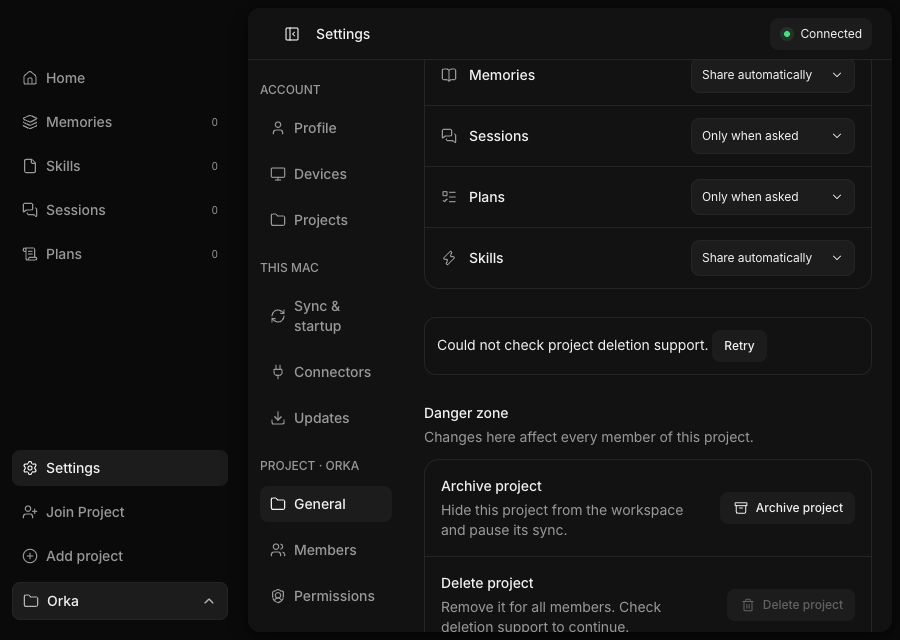 Home
Memories 0
Skills 0
Sessions 0
Plans 0
Settings
Join Project
Add project
Orka
Settings
Connected
ACCOUNT
Profile
Devices
Projects
THIS MAC
Sync &
startup
Connectors
Updates
PROJECT · ORKA
General
Members
Permissions
Memories Share automatically
Sessions Only when asked
Plans Only when asked
Skills Share automatically
Could not check project deletion support. Retry
Danger zone
Changes here affect every member of this project.
Archive project
Hide this project from the workspace
and pause its sync.
Archive project
Delete project
Remove it for all members. Check
deletion support to continue.
Delete project